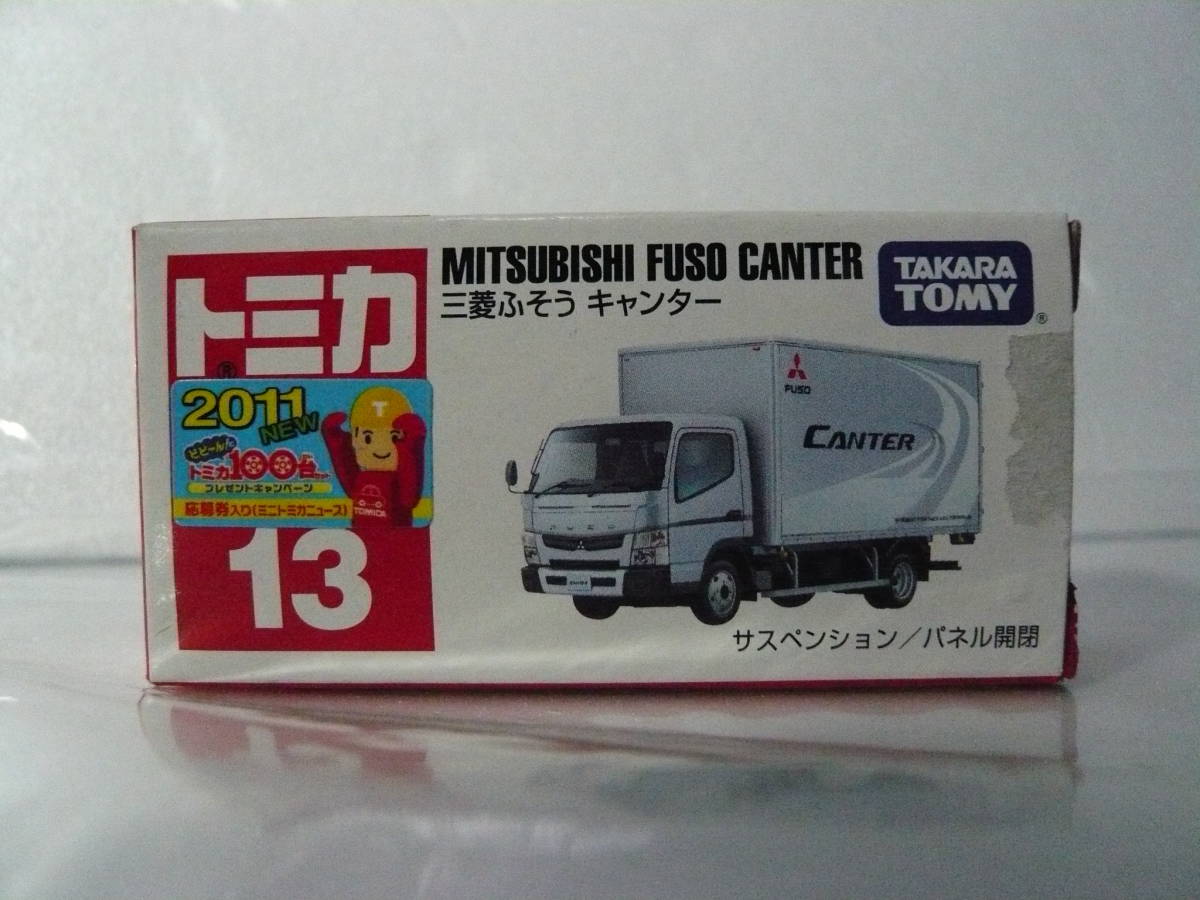 トミカ
®
2011
NEW
トミカ100台
プレゼントキャンペーン
応募券入り(ミニトミカニュース)
T
TOMICA
13
MITSUBISHI FUSO CANTER
三菱ふそう キャンター
TAKARA
TOMY
®
FUSO
CANTER
FUSO
CANTER
サスペンション/パネル開閉